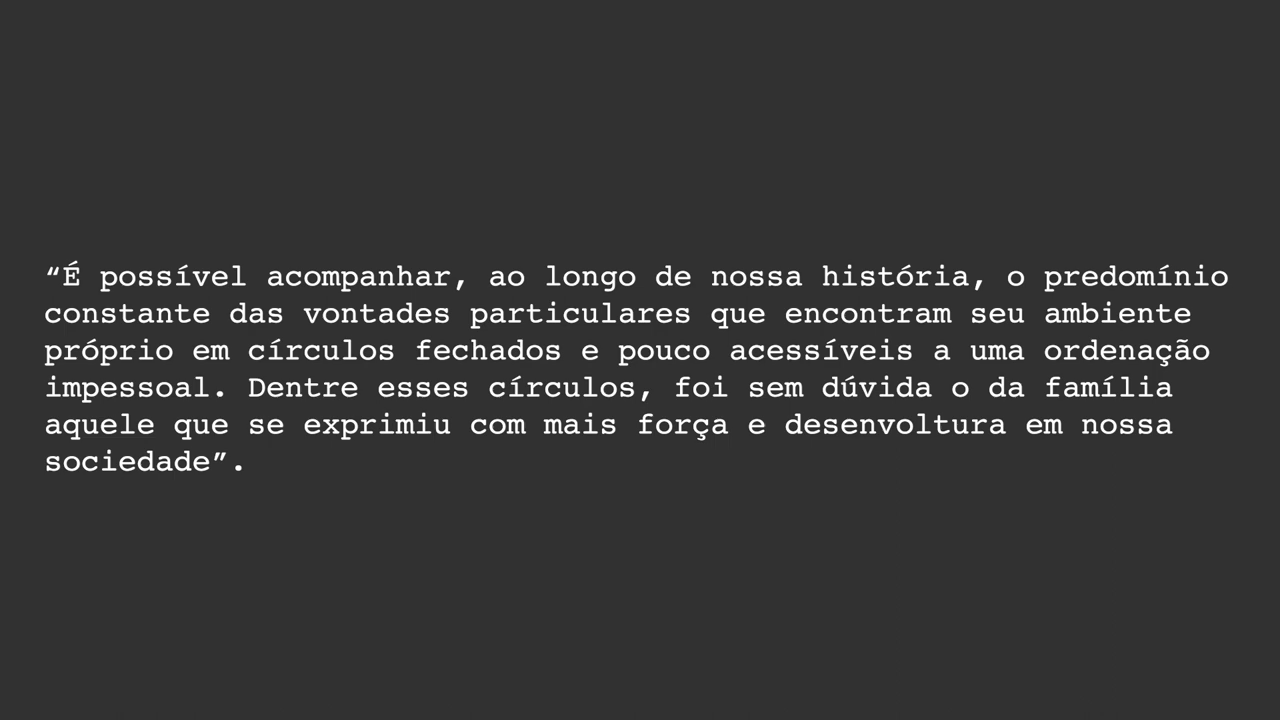 “É possível acompanhar, ao longo de nossa história, o predomínio
constante das vontades particulares que encontram seu ambiente
próprio em círculos fechados e pouco acessíveis a uma ordenação
impessoal. Dentre esses círculos, foi sem dúvida o da família
aquele que se exprimiu com mais força e desenvoltura em nossa
sociedade”.